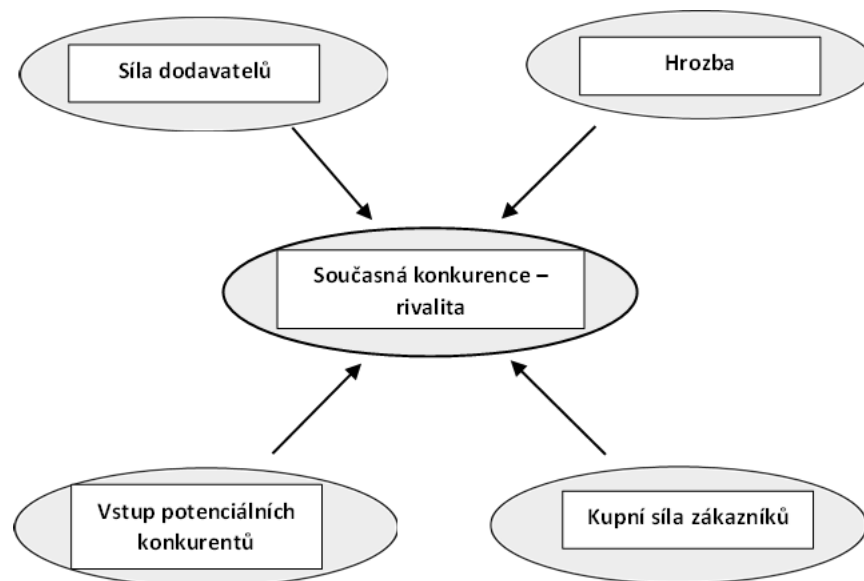 Síla dodavatelů
Hrozba
Současná konkurence –
rivalita
Vstup potenciálních
konkurentů
Kupní síla zákazníků